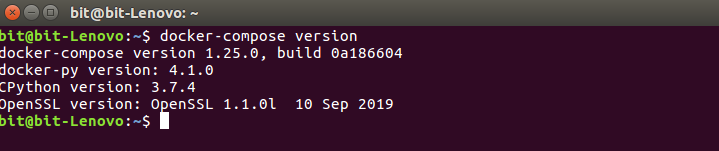 bit@bit-Lenovo: ~
bit@bit-Lenovo:~$ docker-compose version
docker-compose version 1.25.0, build 0a186604
docker-py version: 4.1.0
CPython version: 3.7.4
OpenSSL version: OpenSSL 1.1.0l  10 Sep 2019
bit@bit-Lenovo:~$